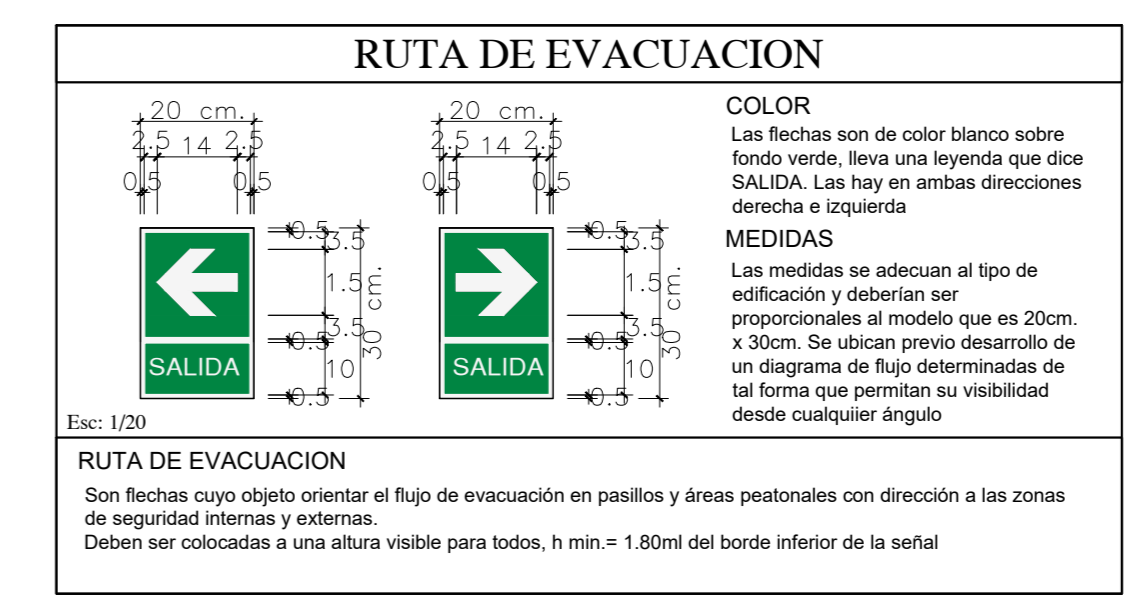 RUTA DE EVACUACION
20 cm.
2.5 14 2.5
0.5 0.5
0.5
3.5
1.5
3.5
0.5
10
0.5
30 cm.
SALIDA
20 cm.
2.5 14 2.5
0.5 0.5
0.5
3.5
1.5
3.5
0.5
10
0.5
30 cm.
SALIDA
Esc: 1/20
COLOR
Las flechas son de color blanco sobre
fondo verde, lleva una leyenda que dice
SALIDA. Las hay en ambas direcciones
derecha e izquierda
MEDIDAS
Las medidas se adecuan al tipo de
edificación y deberían ser
proporcionales al modelo que es 20cm.
x 30cm. Se ubican previo desarrollo de
un diagrama de flujo determinadas de
tal forma que permitan su visibilidad
desde cualquiier ángulo
RUTA DE EVACUACION
Son flechas cuyo objeto orientar el flujo de evacuación en pasillos y áreas peatonales con dirección a las zonas
de seguridad internas y externas.
Deben ser colocadas a una altura visible para todos, h min.= 1.80ml del borde inferior de la señal